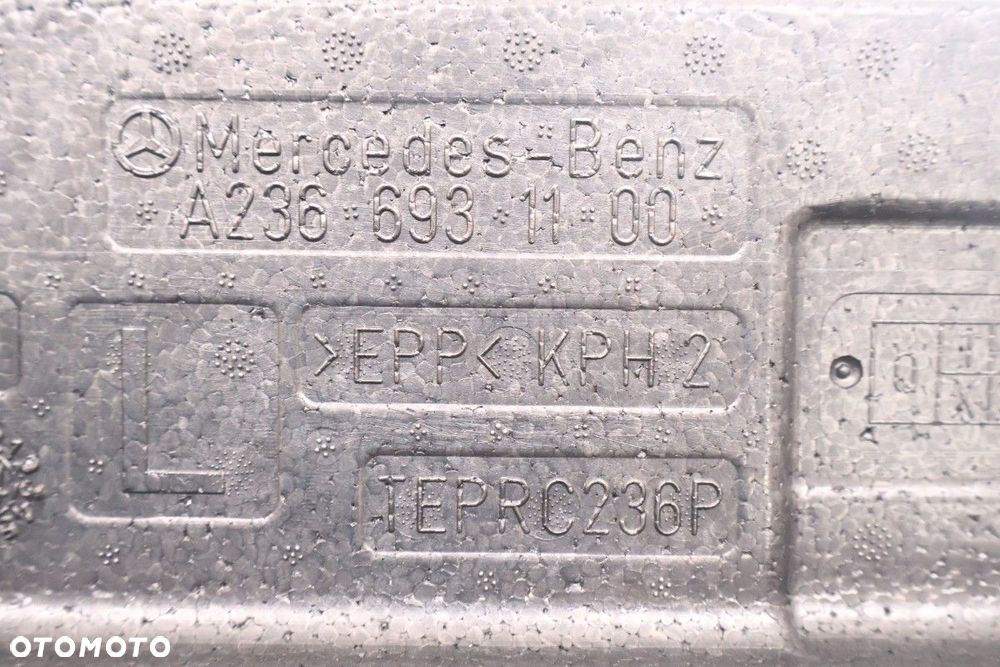 Mercedes-Benz
A236 693 11 00
L
>EPP< KPH 2
TEPRC236P
OTOMOTO